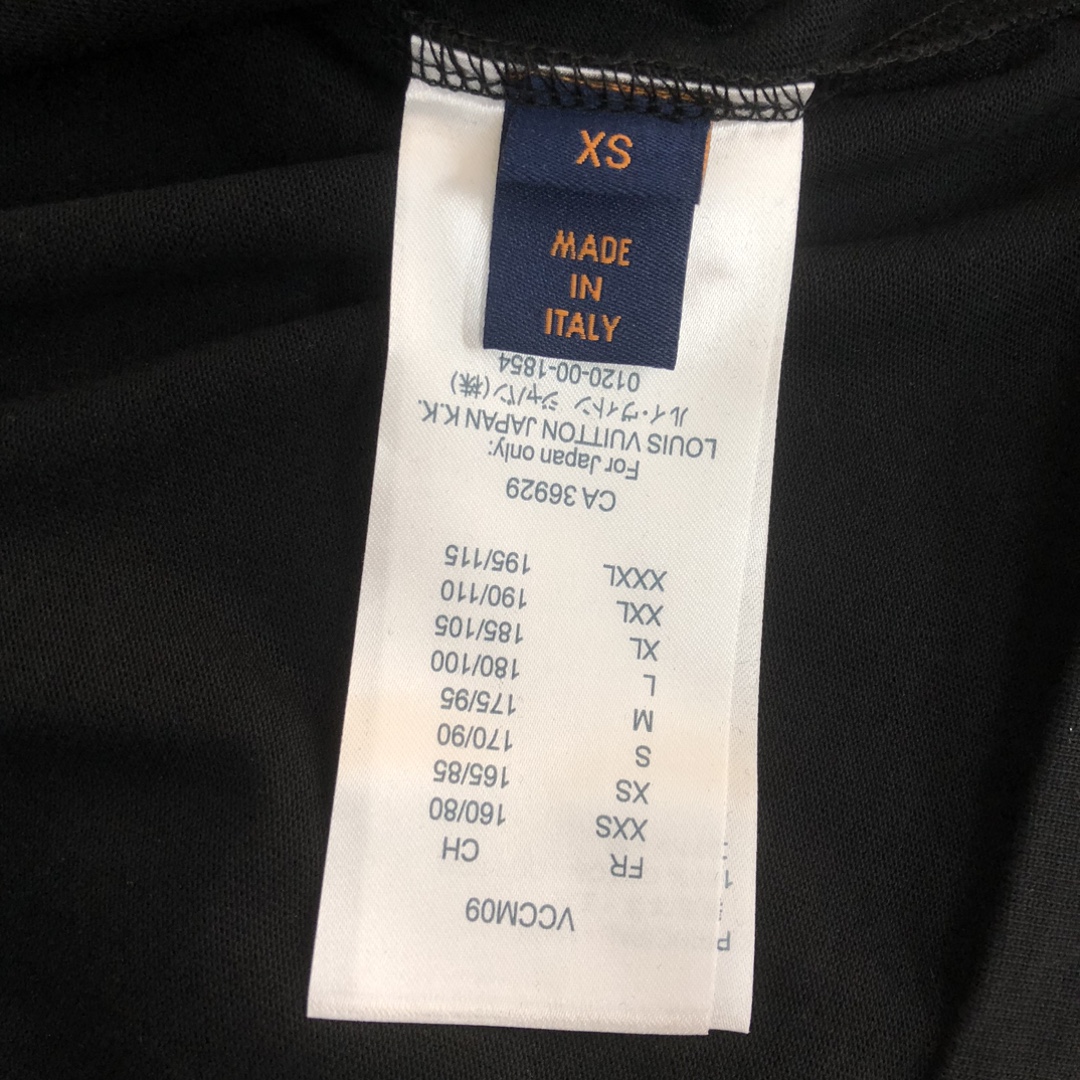 XS
MADE
IN
ITALY
VCCM09
FR CH
XXS 160/80
XS 165/85
S 170/90
M 175/95
L 180/100
XL 185/105
XXL 190/110
XXXL 195/115
CA 36929
For Japan only:
LOUIS VUITTON JAPAN K.K.
ルイ・ヴィトン ジャパン(株)
0120-00-1854